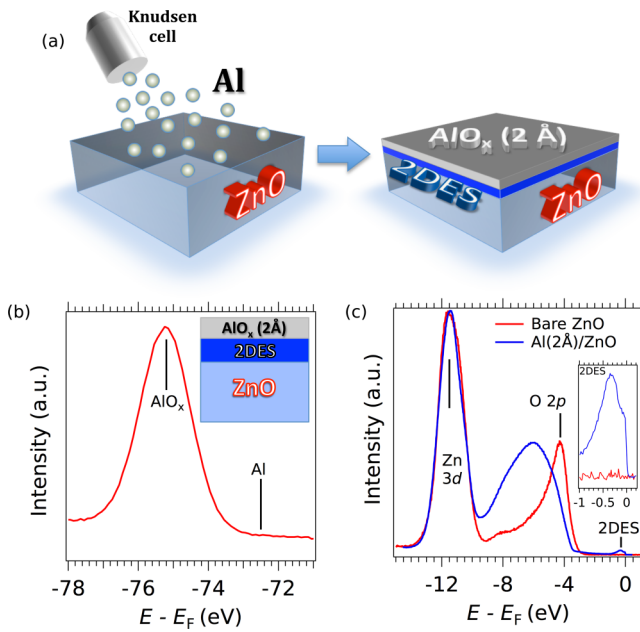 (a)
Knudsen
cell
Al
ZnO
AlOx (2 Å)
2DES
ZnO
(b)
Intensity (a.u.)
AlOx (2Å)
2DES
ZnO
AlOx
Al
-78 -76 -74 -72
E - EF (eV)
(c)
Intensity (a.u.)
Bare ZnO
Al(2Å)/ZnO
2DES
-1 -0.5 0
O 2p
Zn
3d
2DES
-12 -8 -4 0
E - EF (eV)